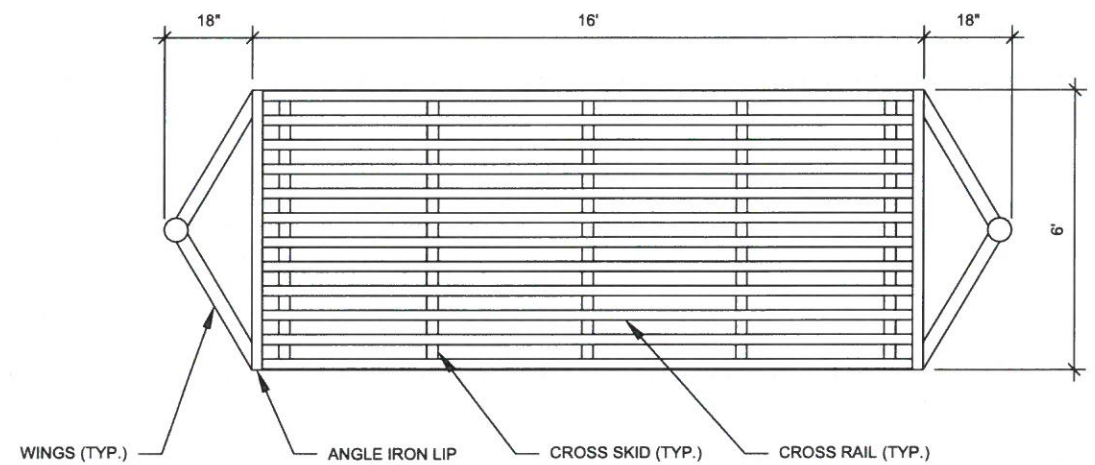 18" 16' 18"
6'
WINGS (TYP.) ANGLE IRON LIP CROSS SKID (TYP.) CROSS RAIL (TYP.)